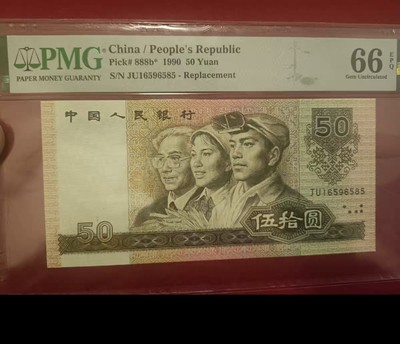 PMG
PAPER MONEY GUARANTY
China / People's Republic
Pick# 888b* 1990 50 Yuan
S/N JU16596585 - Replacement
66 EPQ
Gem Uncirculated
中国人民银行
50
JU16596585
50
伍拾圆